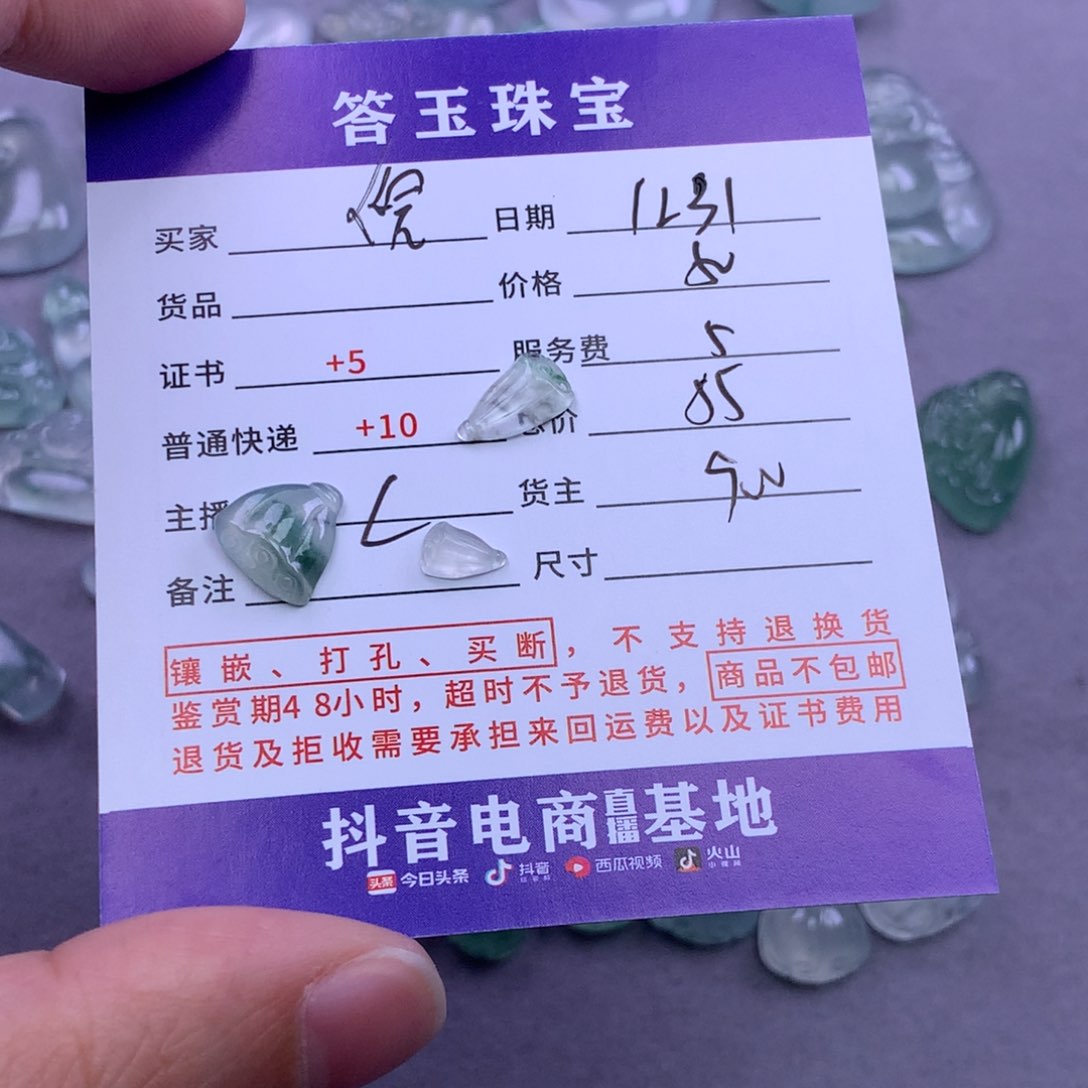 答玉珠宝
买家 倪 日期 1231
货品 价格 80
证书 +5 服务费 5
普通快递 +10 总价 85
主播 L 货主
备注 尺寸
镶嵌、打孔、买断，不支持退换货
鉴赏期48小时，超时不予退货，商品不包邮
退货及拒收需要承担来回运费以及证书费用
抖音电商直播基地
头条 今日头条 抖音 西瓜视频 火山